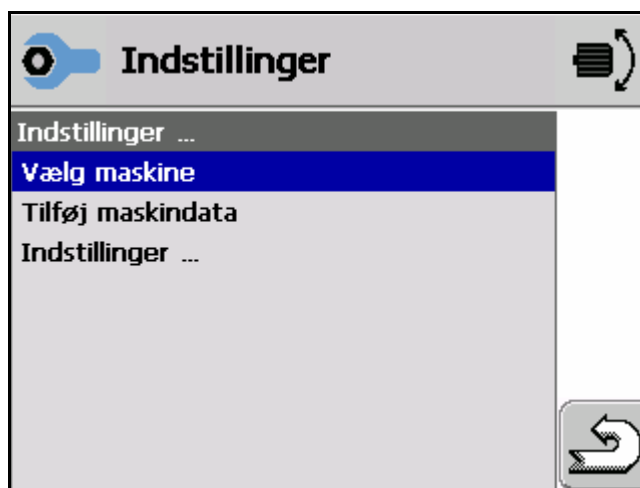 Indstillinger
Indstillinger ...
Vælg maskine
Tilføj maskindata
Indstillinger ...